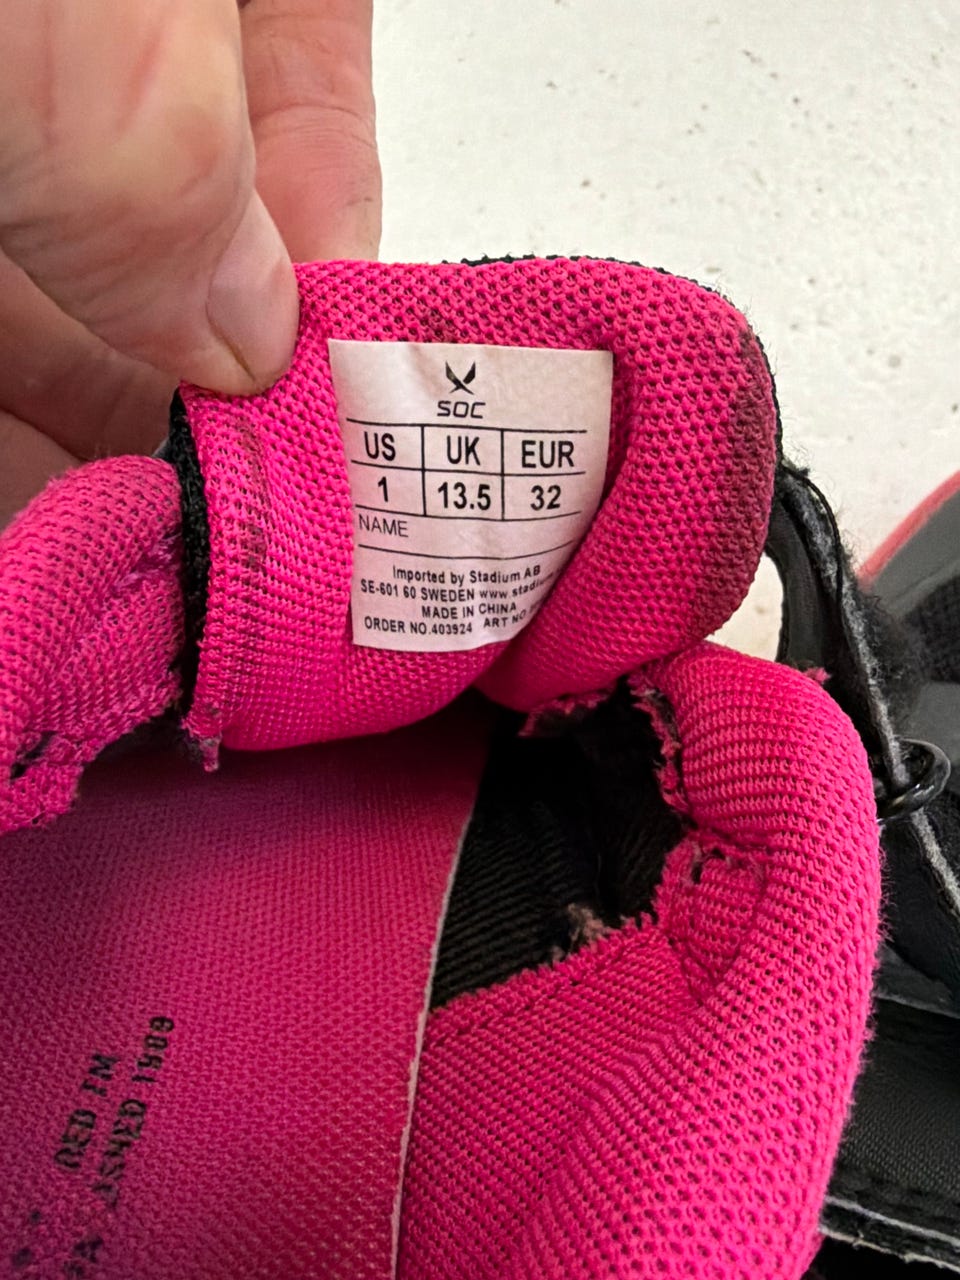 SOC
US UK EUR
1 13.5 32
NAME
Imported by Stadium AB
SE-601 60 SWEDEN www.stadium
MADE IN CHINA
ORDER NO.403924 ART NO.